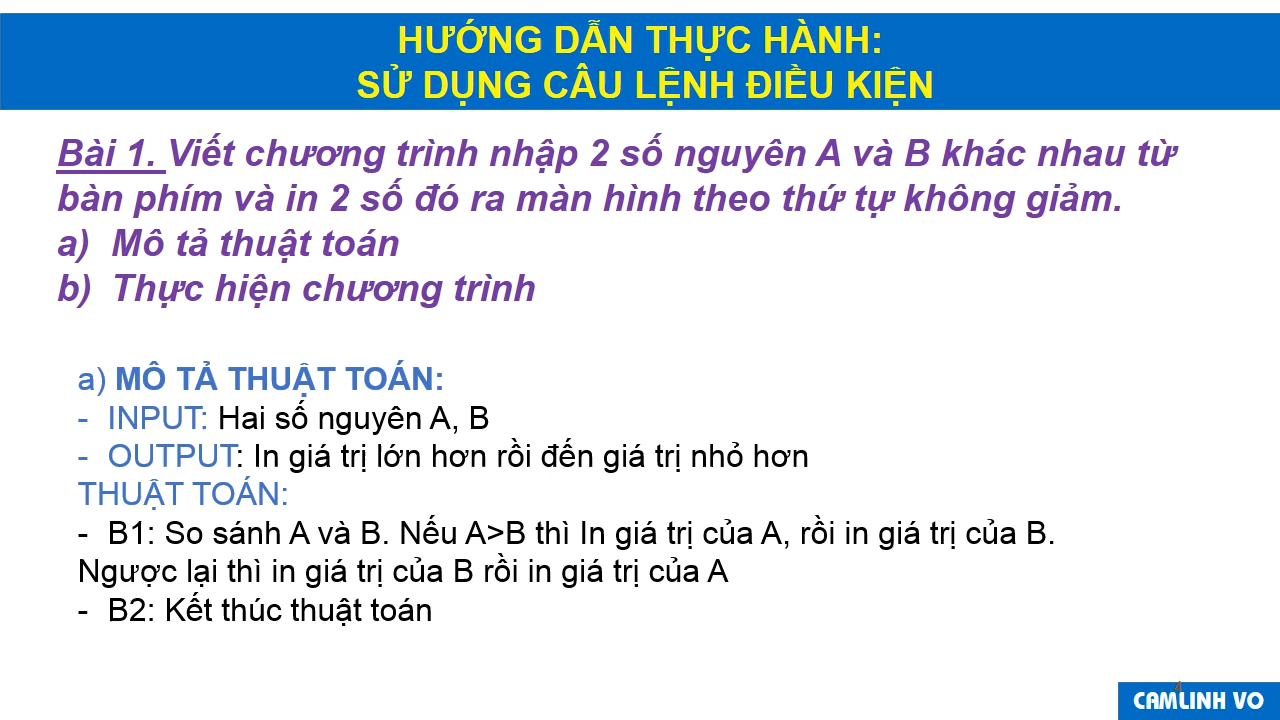 HƯỚNG DẪN THỰC HÀNH:
SỬ DỤNG CÂU LỆNH ĐIỀU KIỆN
Bài 1. Viết chương trình nhập 2 số nguyên A và B khác nhau từ
bàn phím và in 2 số đó ra màn hình theo thứ tự không giảm.
a) Mô tả thuật toán
b) Thực hiện chương trình
a) MÔ TẢ THUẬT TOÁN:
- INPUT: Hai số nguyên A, B
- OUTPUT: In giá trị lớn hơn rồi đến giá trị nhỏ hơn
THUẬT TOÁN:
- B1: So sánh A và B. Nếu A>B thì In giá trị của A, rồi in giá trị của B.
Ngược lại thì in giá trị của B rồi in giá trị của A
- B2: Kết thúc thuật toán
4
CAMLINH VO